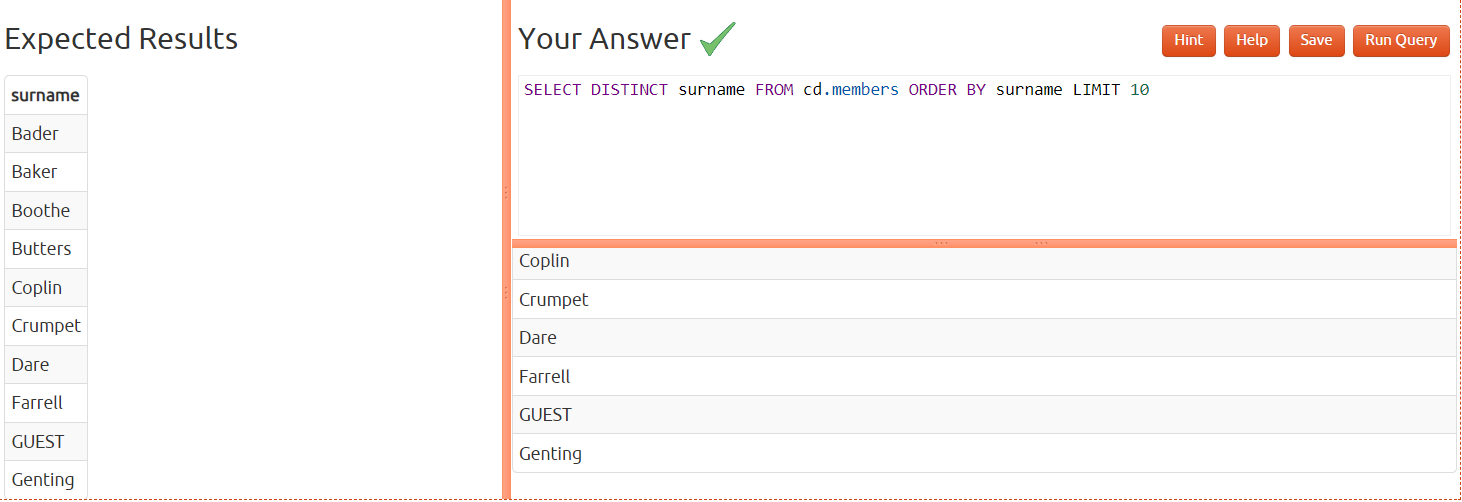 Expected Results
surname
Bader
Baker
Boothe
Butters
Coplin
Crumpet
Dare
Farrell
GUEST
Genting
Your Answer
Hint
Help
Save
Run Query
SELECT DISTINCT surname FROM cd.members ORDER BY surname LIMIT 10
Coplin
Crumpet
Dare
Farrell
GUEST
Genting